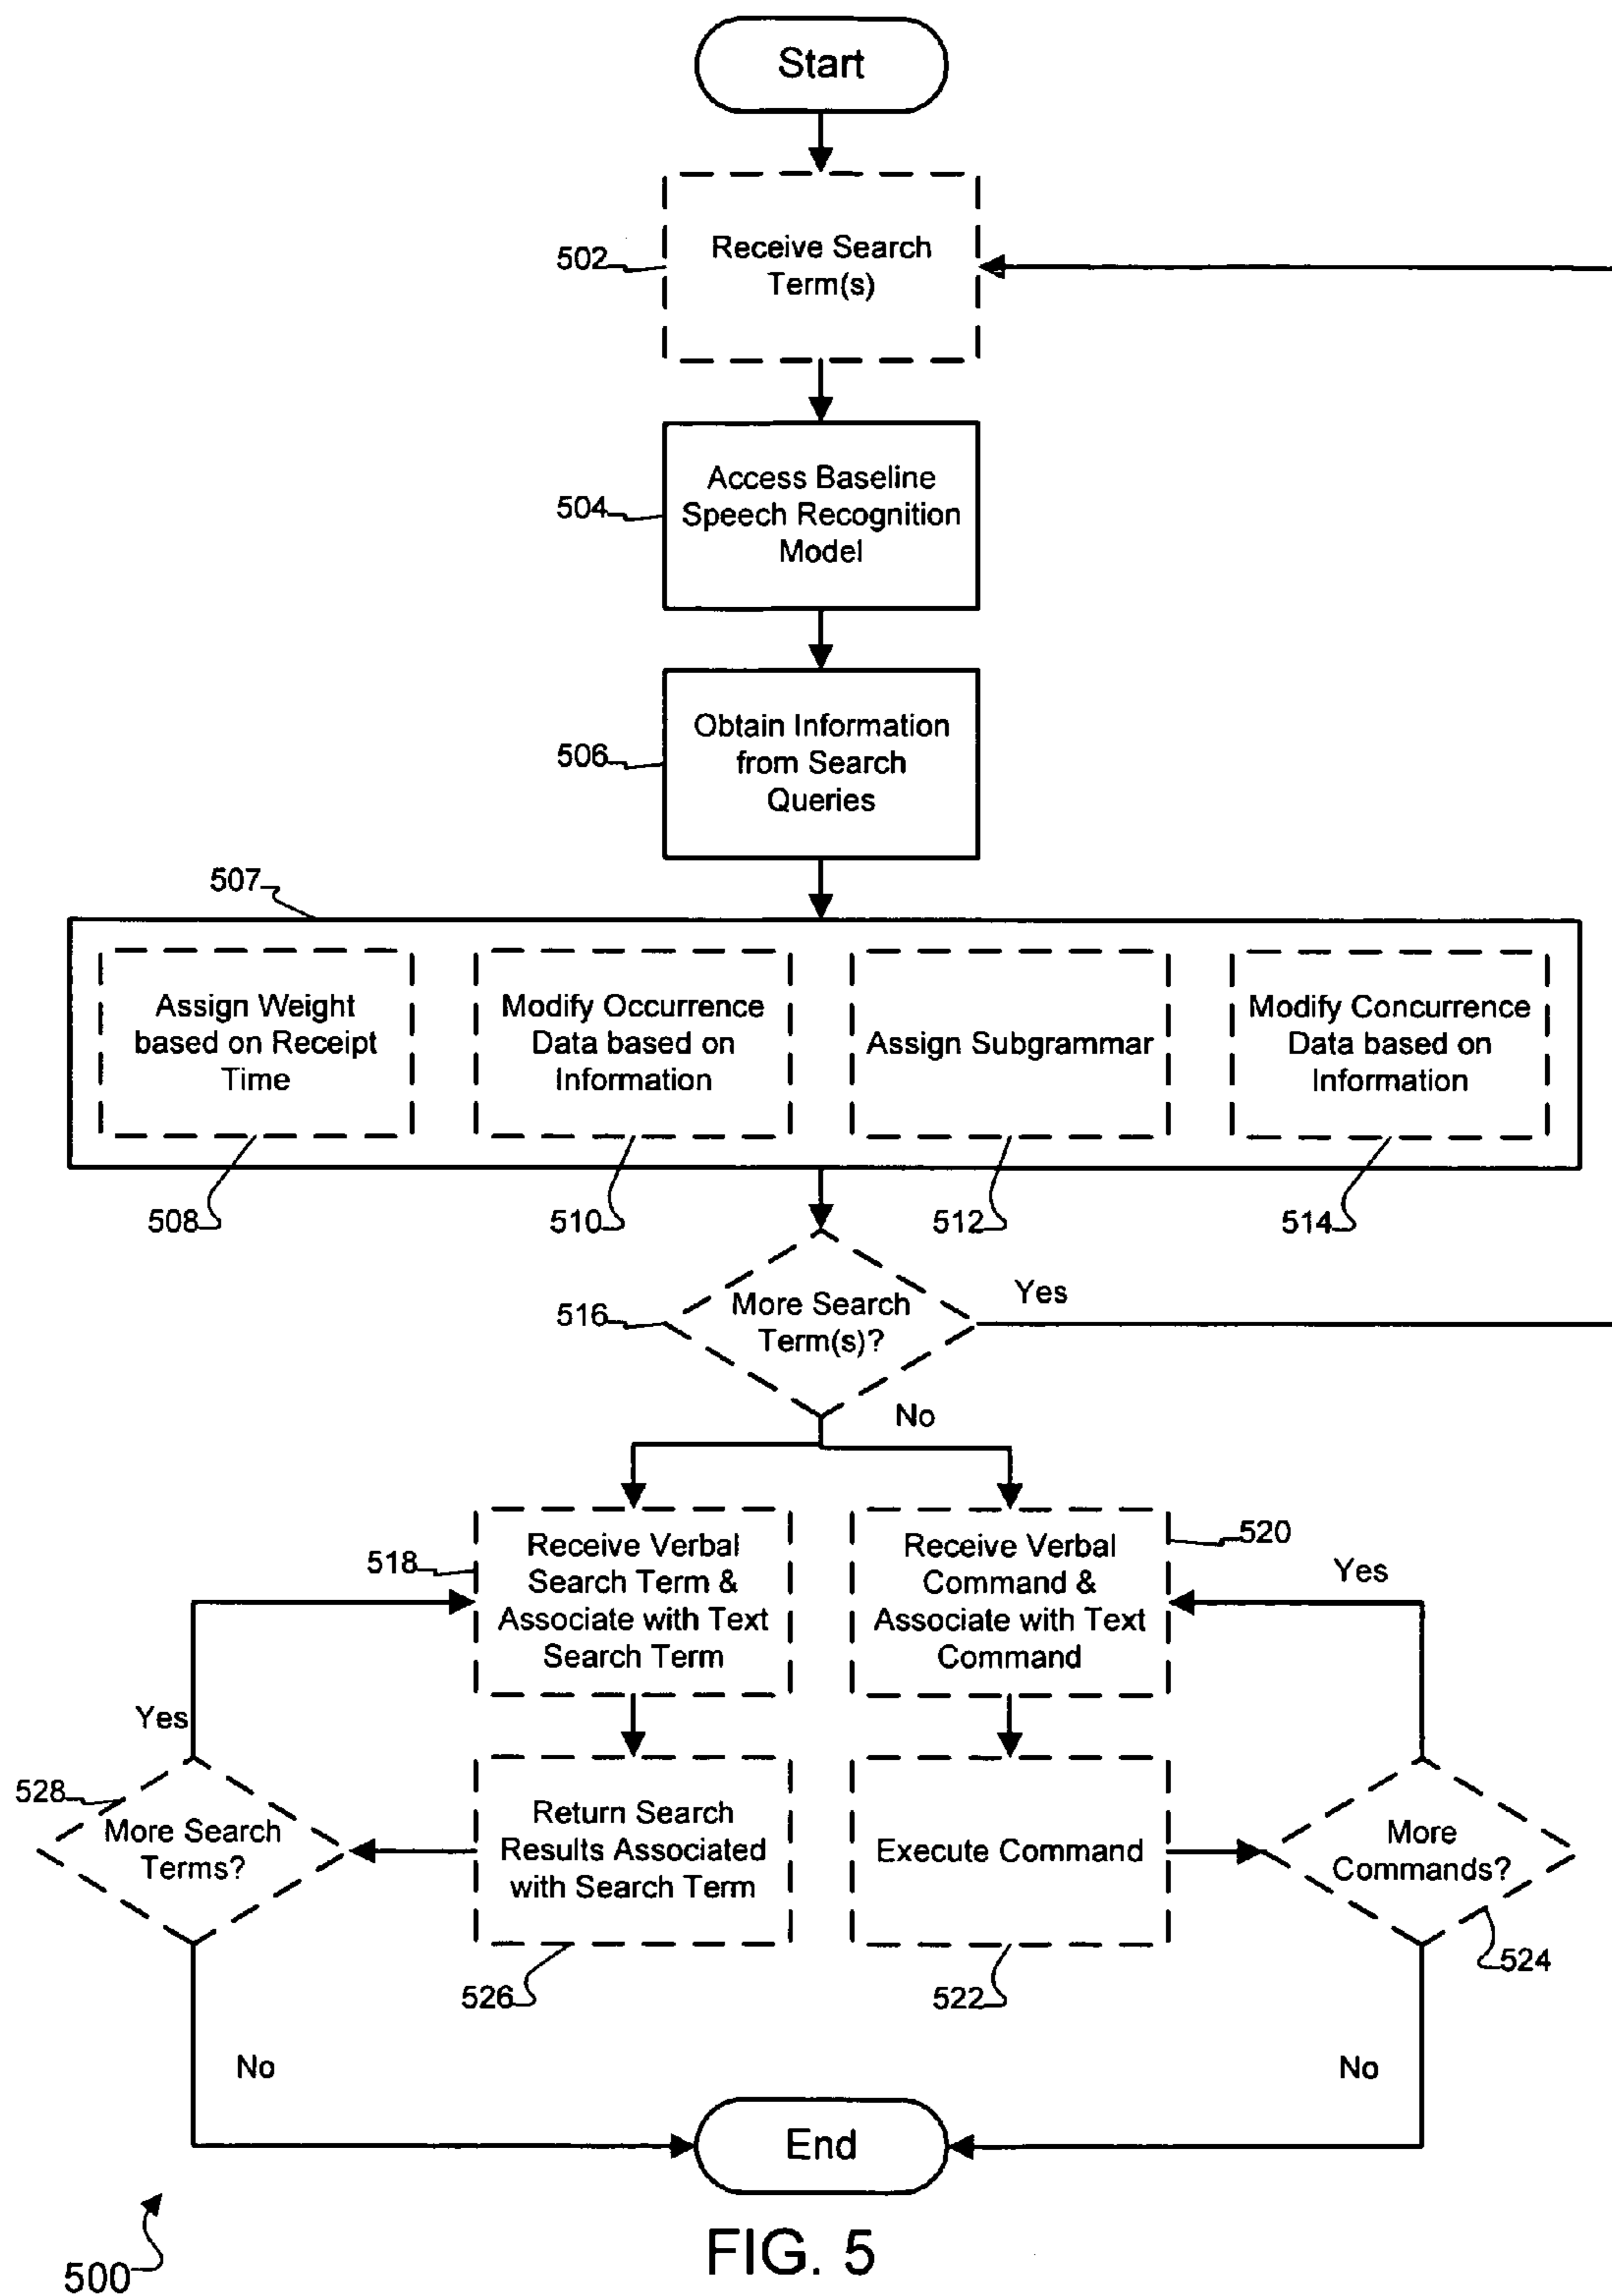 Start
502
Receive Search
Term(s)
504
Access Baseline
Speech Recognition
Model
506
Obtain Information
from Search
Queries
507
Assign Weight
based on Receipt
Time
Modify Occurrence
Data based on
Information
Assign Subgrammar
Modify Concurrence
Data based on
Information
508
510
512
514
516
More Search
Term(s)?
Yes
No
518
Receive Verbal
Search Term &
Associate with Text
Search Term
Receive Verbal
Command &
Associate with Text
Command
520
Yes
Yes
528
More Search
Terms?
Return Search
Results Associated
with Search Term
Execute Command
More
Commands?
526
522
524
No
No
End
500
FIG. 5